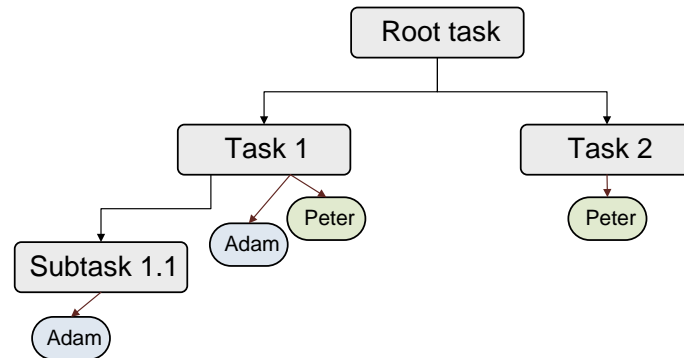 Root task
Task 1
Task 2
Peter
Peter
Adam
Subtask 1.1
Adam